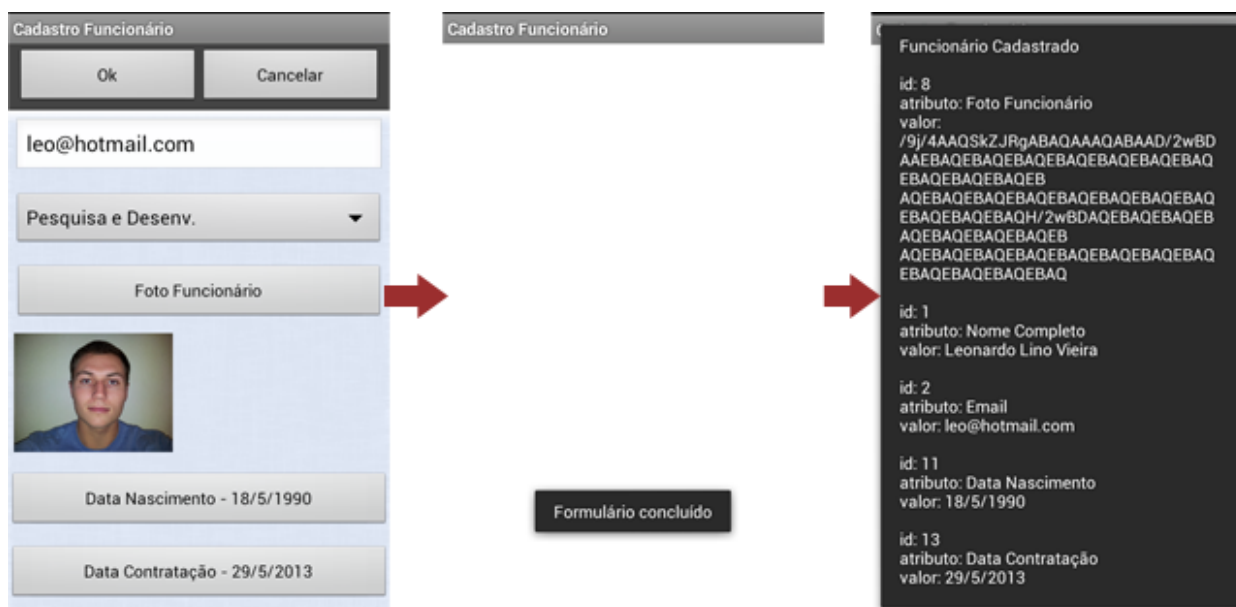 Cadastro Funcionário
Ok
Cancelar
leo@hotmail.com
Pesquisa e Desenv.
Foto Funcionário
Data Nascimento - 18/5/1990
Data Contratação - 29/5/2013
Cadastro Funcionário
Formulário concluído
Funcionário Cadastrado
id: 8
atributo: Foto Funcionário
valor:
/9j/4AAQSkZJRgABAQAAAQABAAD/2wBD
AAEBAQEBAQEBAQEBAQEBAQEBAQEBAQ
EBAQEBAQEBAQEB
AQEBAQEBAQEBAQEBAQEBAQEBAQEBAQ
EBAQEBAQEBAQH/2wBDAQEBAQEBAQEB
AQEBAQEBAQEBAQEB
AQEBAQEBAQEBAQEBAQEBAQEBAQEBAQ
EBAQEBAQEBAQEBAQ
id: 1
atributo: Nome Completo
valor: Leonardo Lino Vieira
id: 2
atributo: Email
valor: leo@hotmail.com
id: 11
atributo: Data Nascimento
valor: 18/5/1990
id: 13
atributo: Data Contratação
valor: 29/5/2013